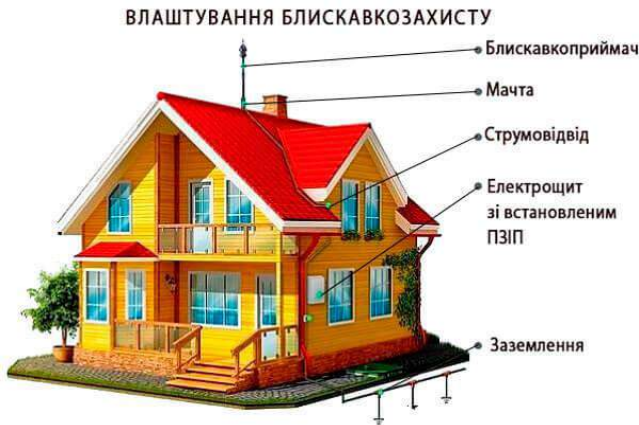 ВЛАШТУВАННЯ БЛИСКАВКОЗАХИСТУ
Блискавкоприймач
Мачта
Струмовідвід
Електрощит
зі встановленим
ПЗІП
Заземлення